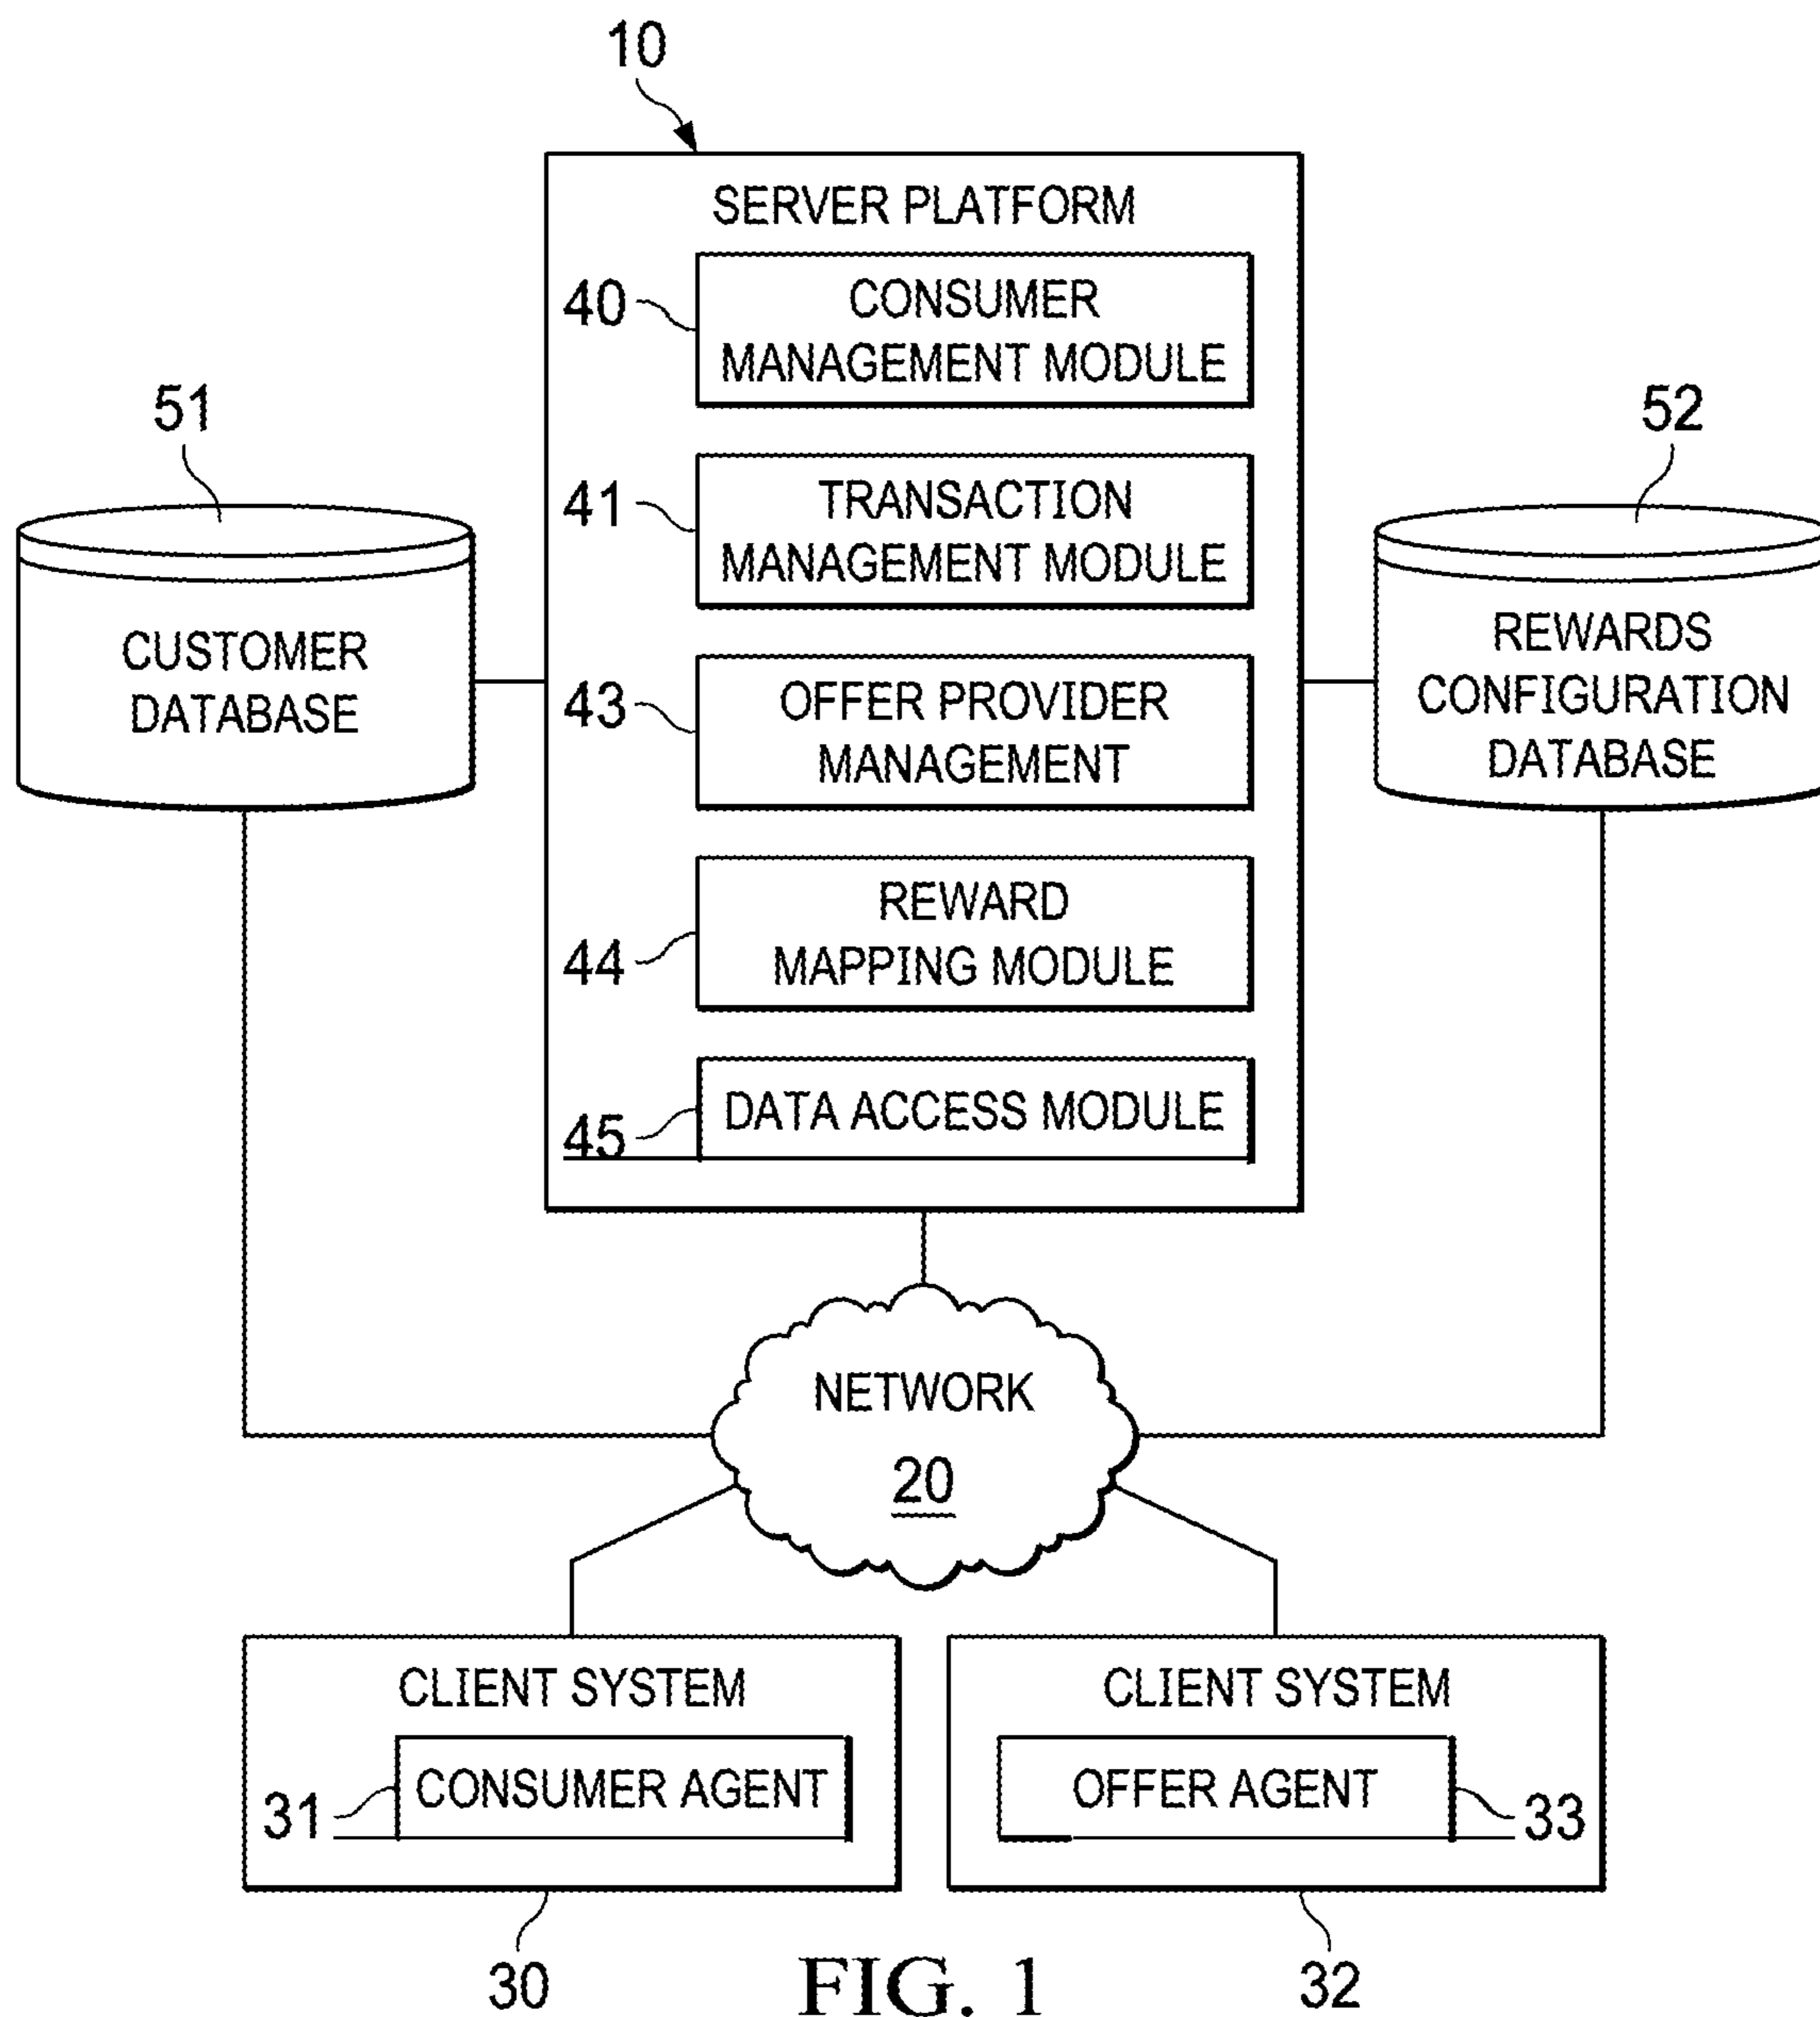 10
SERVER PLATFORM
40
CONSUMER
MANAGEMENT MODULE
51
52
41
TRANSACTION
MANAGEMENT MODULE
CUSTOMER
DATABASE
43
OFFER PROVIDER
MANAGEMENT
REWARDS
CONFIGURATION
DATABASE
44
REWARD
MAPPING MODULE
45
DATA ACCESS MODULE
NETWORK
20
CLIENT SYSTEM
31
CONSUMER AGENT
30
CLIENT SYSTEM
OFFER AGENT
33
32
FIG. 1